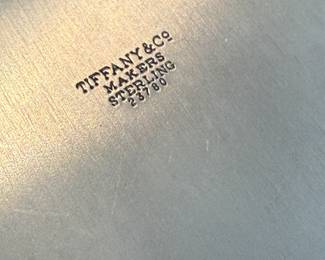 TIFFANY & Cº
MAKERS
STERLING
23780